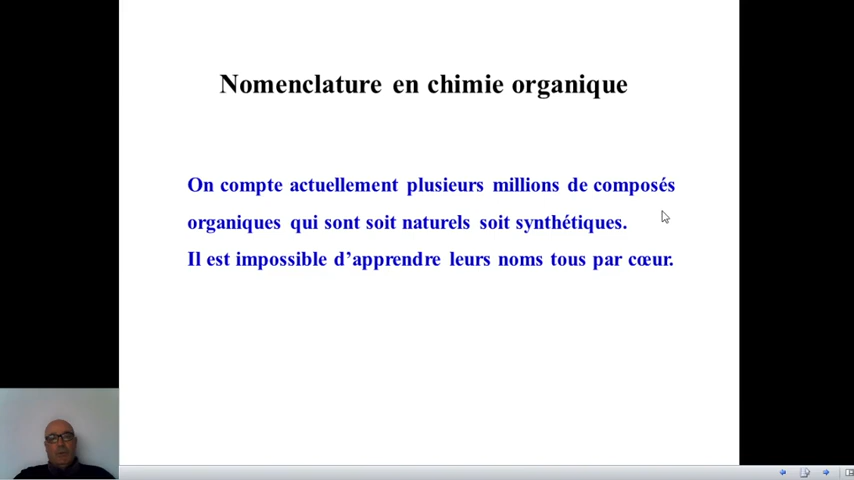 Nomenclature en chimie organique
On compte actuellement plusieurs millions de composés
organiques qui sont soit naturels soit synthétiques.
Il est impossible d’apprendre leurs noms tous par cœur.